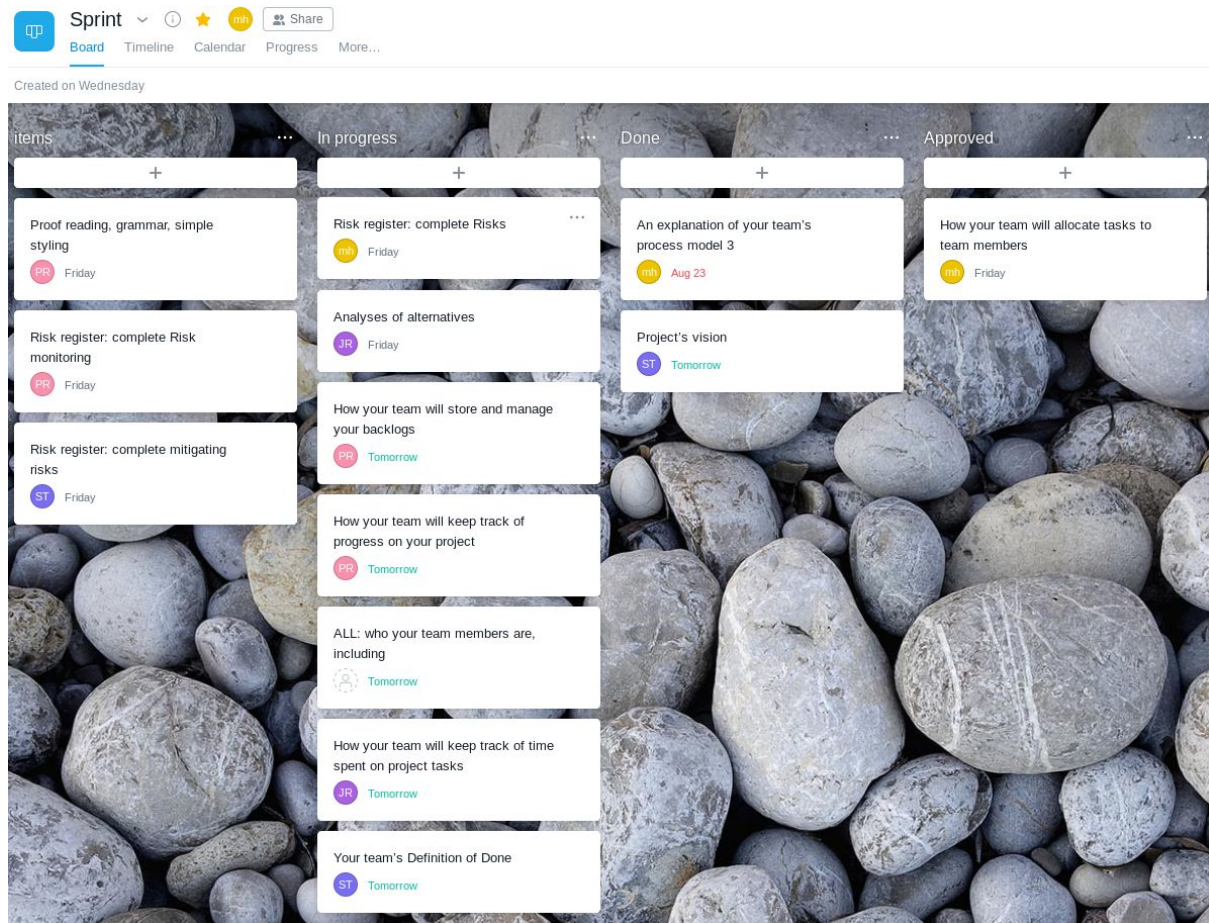 Sprint
mh
Share
Board Timeline Calendar Progress More...
Created on Wednesday
items
Proof reading, grammar, simple
styling
PR Friday
Risk register: complete Risk
monitoring
PR Friday
Risk register: complete mitigating
risks
ST Friday
In progress
Risk register: complete Risks
mh Friday
Analyses of alternatives
JR Friday
How your team will store and manage
your backlogs
PR Tomorrow
How your team will keep track of
progress on your project
PR Tomorrow
ALL: who your team members are,
including
Tomorrow
How your team will keep track of time
spent on project tasks
JR Tomorrow
Your team's Definition of Done
ST Tomorrow
Done
An explanation of your team's
process model 3
mh Aug 23
Project's vision
ST Tomorrow
Approved
How your team will allocate tasks to
team members
mh Friday